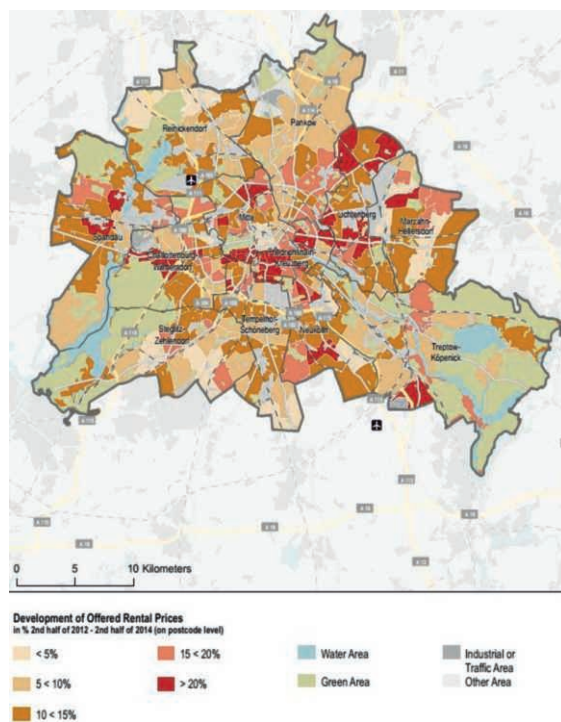 Reinickendorf
Pankow
Mitte
Lichtenberg
Marzahn-
Hellersdorf
Spandau
Charlottenburg-
Wilmersdorf
Friedrichshain-
Kreuzberg
Tempelhof-
Schöneberg
Steglitz-
Zehlendorf
Neukölln
Treptow-
Köpenick
0 5 10 Kilometers
Development of Offered Rental Prices
in % 2nd half of 2012 - 2nd half of 2014 (on postcode level)
< 5%
5 < 10%
10 < 15%
15 < 20%
> 20%
Water Area
Green Area
Industrial or
Traffic Area
Other Area